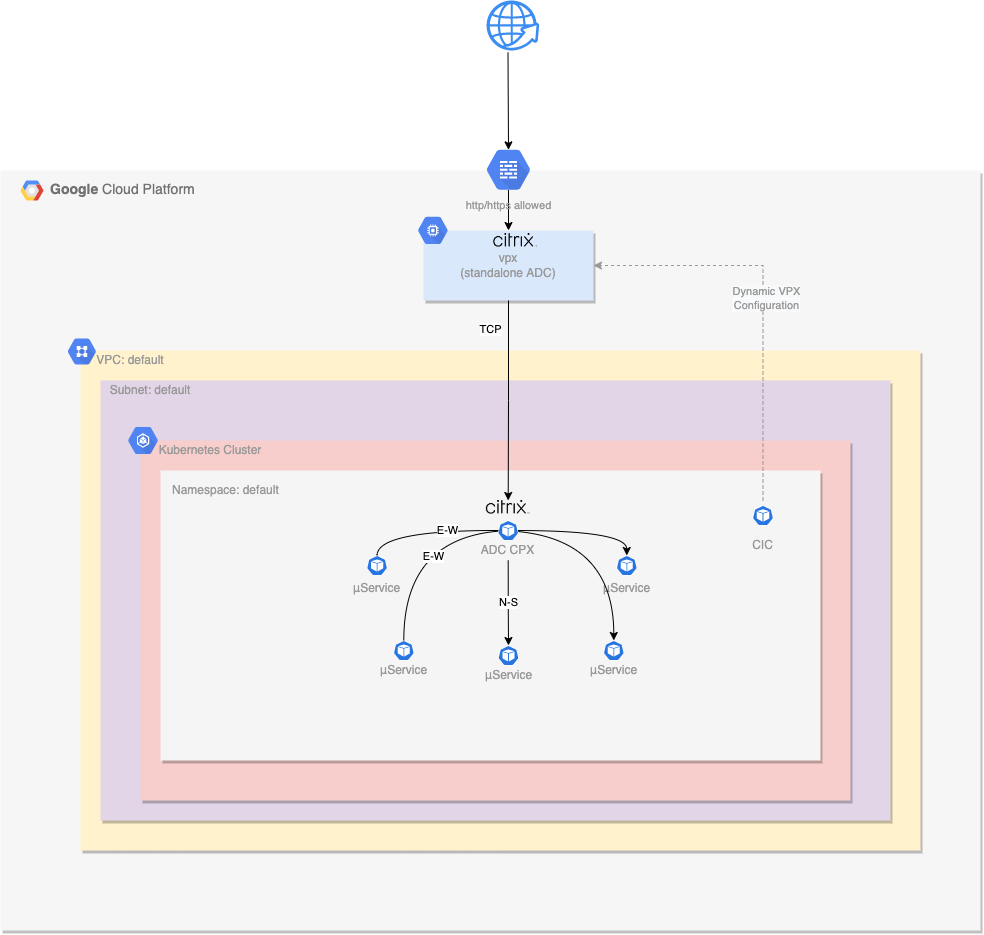 Google Cloud Platform
http/https allowed
citrix
vpx
(standalone ADC)
Dynamic VPX
Configuration
TCP
VPC: default
Subnet: default
Kubernetes Cluster
Namespace: default
citrix
E-W
ADC CPX
CIC
E-W
µService
µService
N-S
µService
µService
µService